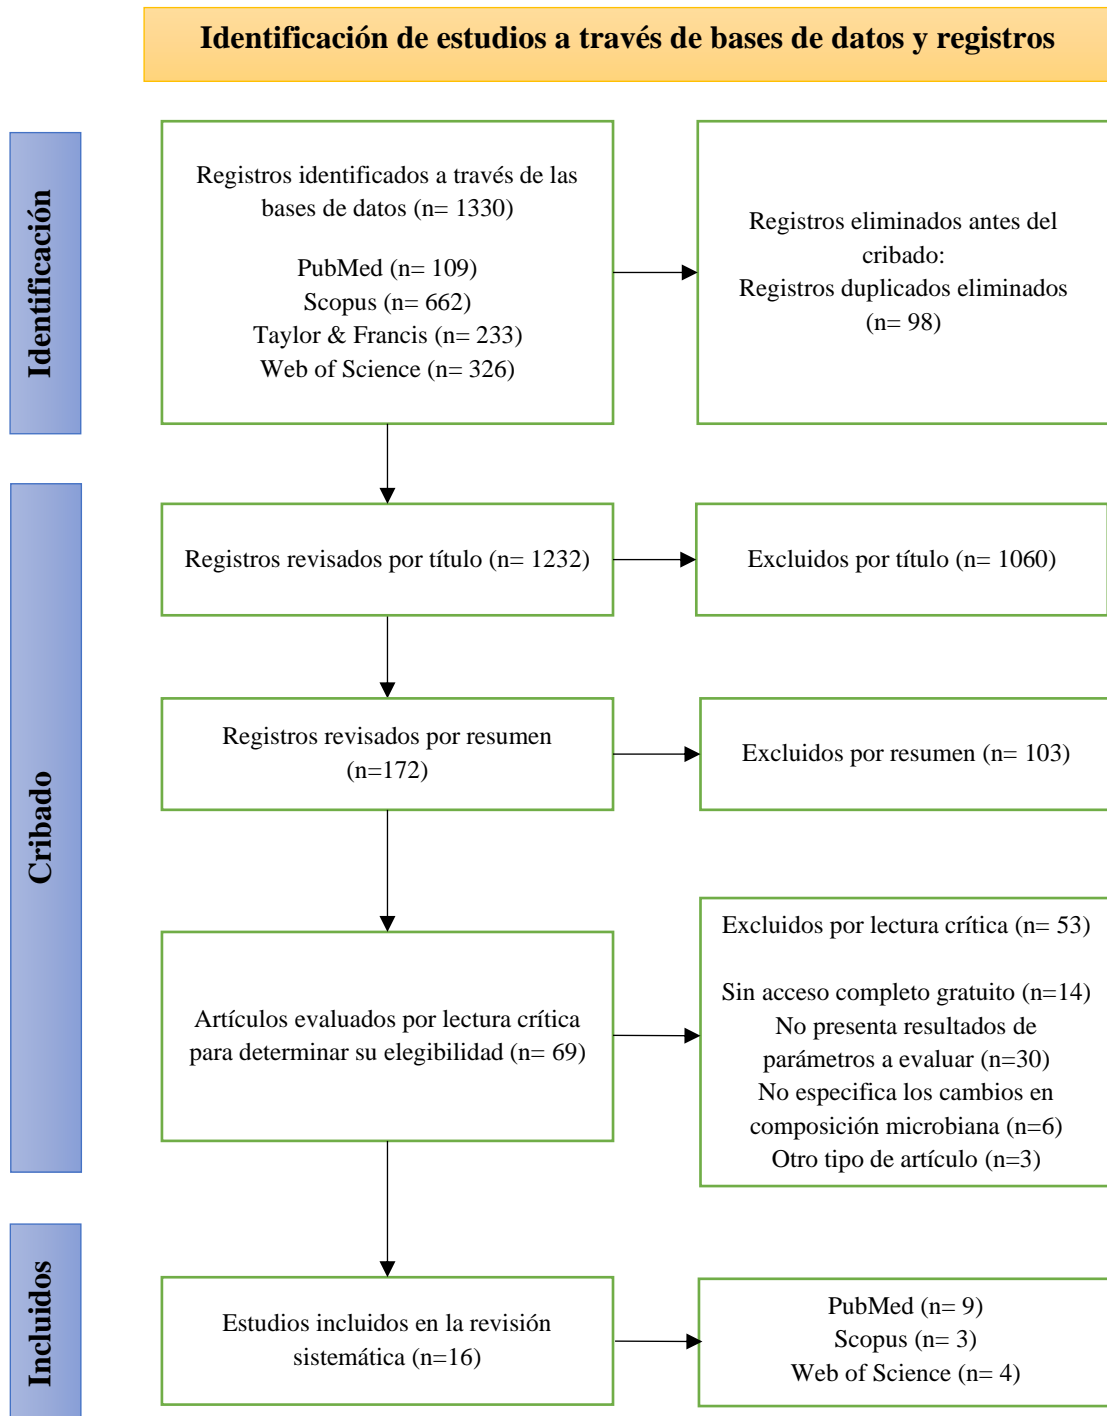 Identificación de estudios a través de bases de datos y registros
Identificación
Registros identificados a través de las
bases de datos (n= 1330)
PubMed (n= 109)
Scopus (n= 662)
Taylor & Francis (n= 233)
Web of Science (n= 326)
Registros eliminados antes del
cribado:
Registros duplicados eliminados
(n= 98)
Cribado
Registros revisados por título (n= 1232)
Excluidos por título (n= 1060)
Registros revisados por resumen
(n=172)
Excluidos por resumen (n= 103)
Artículos evaluados por lectura crítica
para determinar su elegibilidad (n= 69)
Excluidos por lectura crítica (n= 53)
Sin acceso completo gratuito (n=14)
No presenta resultados de
parámetros a evaluar (n=30)
No especifica los cambios en
composición microbiana (n=6)
Otro tipo de artículo (n=3)
Incluidos
Estudios incluidos en la revisión
sistemática (n=16)
PubMed (n= 9)
Scopus (n= 3)
Web of Science (n= 4)